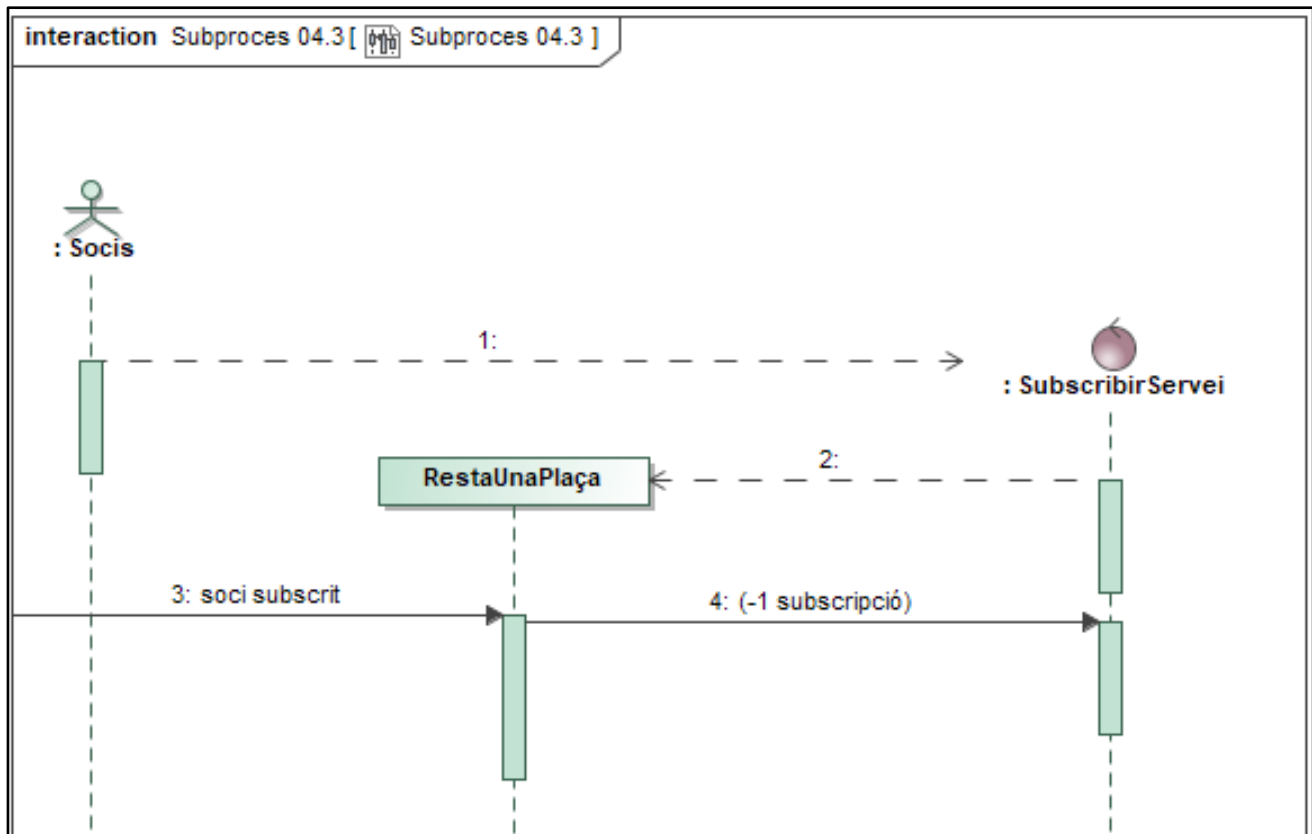 interaction Subproces 04.3 [ Subproces 04.3 ]
: Socis
1:
: SubscribirServei
2:
RestaUnaPlaça
3: soci subscrit
4: (-1 subscripció)